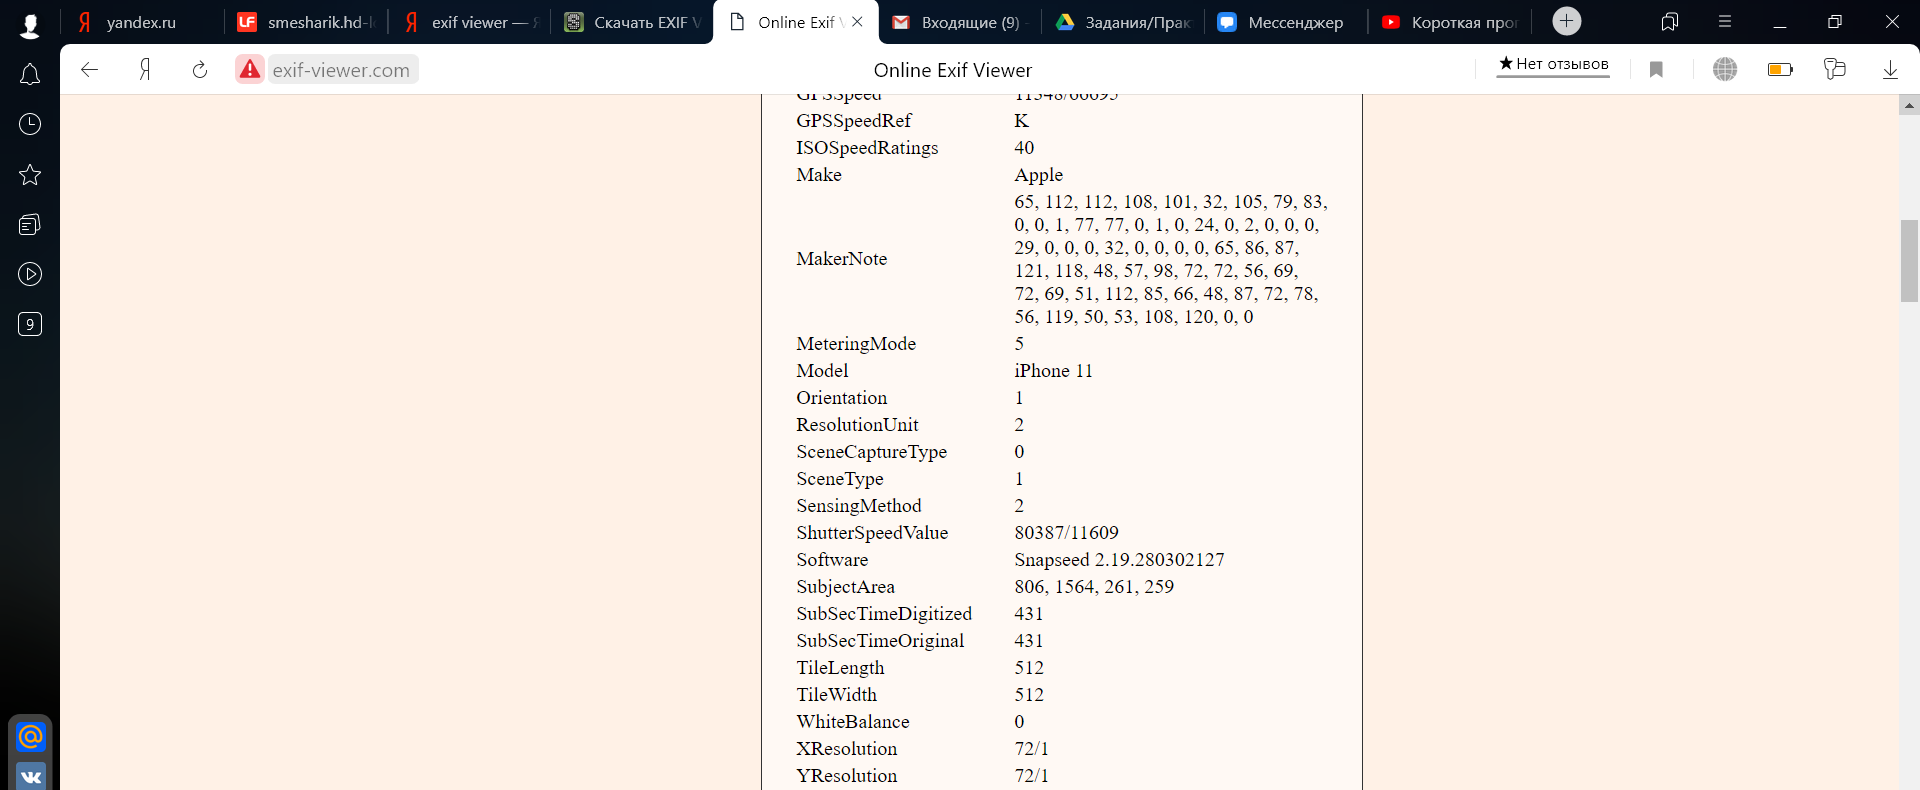 yandex.ru
LF smesharik.hd-l
exif viewer —
Скачать EXIF V
Online Exif
Входящие (9) -
Задания/Прак
Мессенджер
Короткая про
exif-viewer.com
Online Exif Viewer
★Нет отзывов
9
GPSSpeed 11348/66695
GPSSpeedRef K
ISOSpeedRatings 40
Make Apple
65, 112, 112, 108, 101, 32, 105, 79, 83,
0, 0, 1, 77, 77, 0, 1, 0, 24, 0, 2, 0, 0, 0,
29, 0, 0, 0, 32, 0, 0, 0, 0, 65, 86, 87,
MakerNote
121, 118, 48, 57, 98, 72, 72, 56, 69,
72, 69, 51, 112, 85, 66, 48, 87, 72, 78,
56, 119, 50, 53, 108, 120, 0, 0
MeteringMode 5
Model iPhone 11
Orientation 1
ResolutionUnit 2
SceneCaptureType 0
SceneType 1
SensingMethod 2
ShutterSpeedValue 80387/11609
Software Snapseed 2.19.280302127
SubjectArea 806, 1564, 261, 259
SubSecTimeDigitized 431
SubSecTimeOriginal 431
TileLength 512
TileWidth 512
WhiteBalance 0
XResolution 72/1
YResolution 72/1